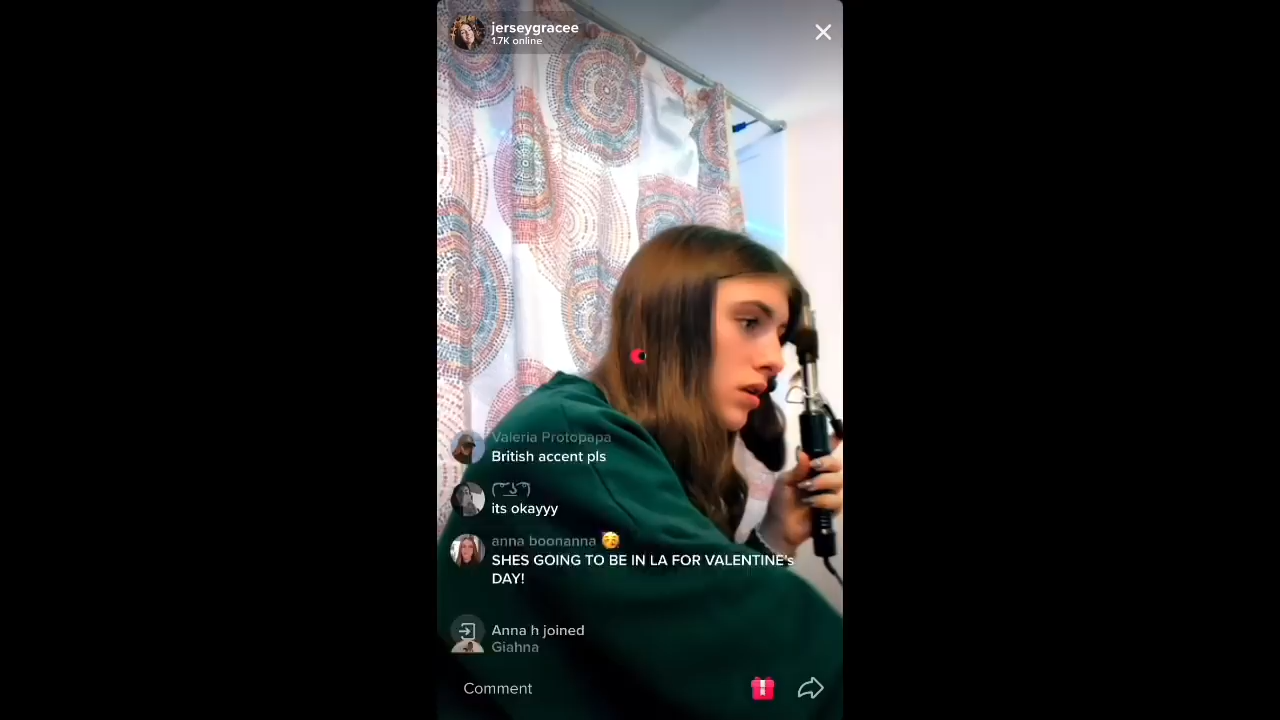 jerseygracee
1.7K online
Valeria Protopapa
British accent pls
its okayyy
anna boonanna 🥳
SHES GOING TO BE IN LA FOR VALENTINE's
DAY!
Anna h joined
Giahna
Comment